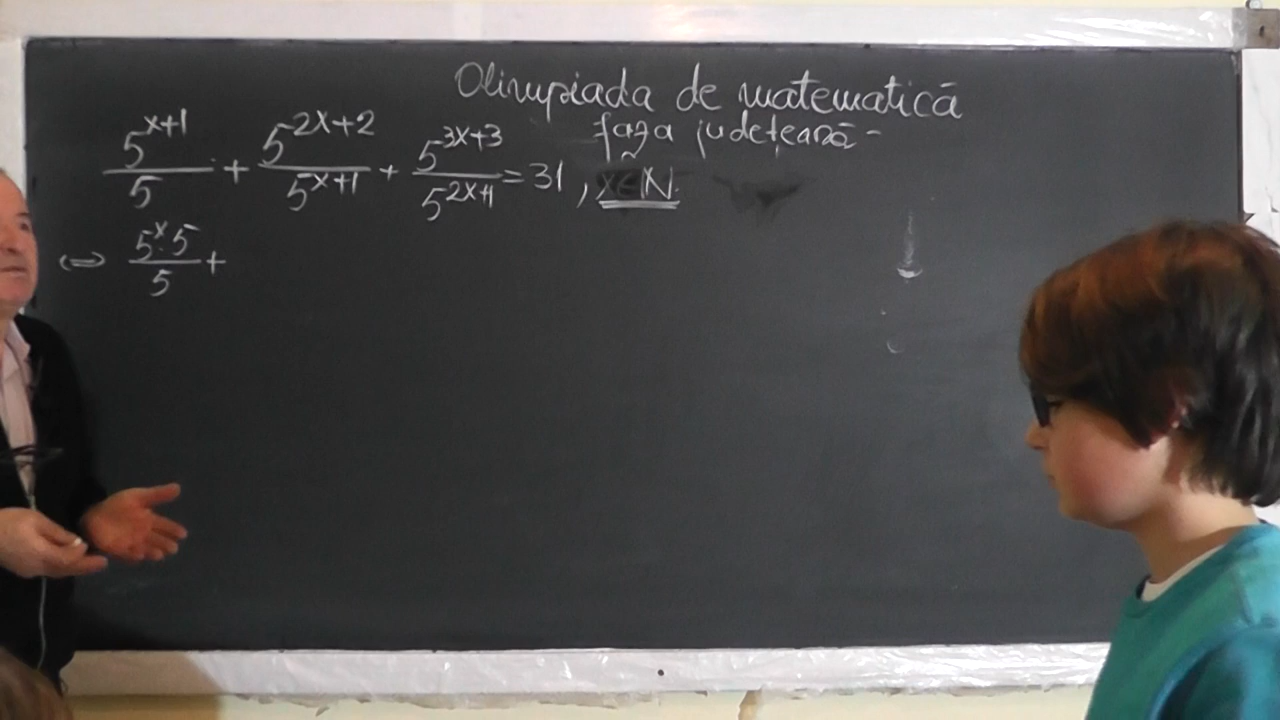 Olimpiada de matematică
faza județeană -
5^{x+1}/5 + 5^{2x+2}/5^{x+1} + 5^{3x+3}/5^{2x+1} = 31, x∈ℕ.
⇔ 5^x·5/5 +